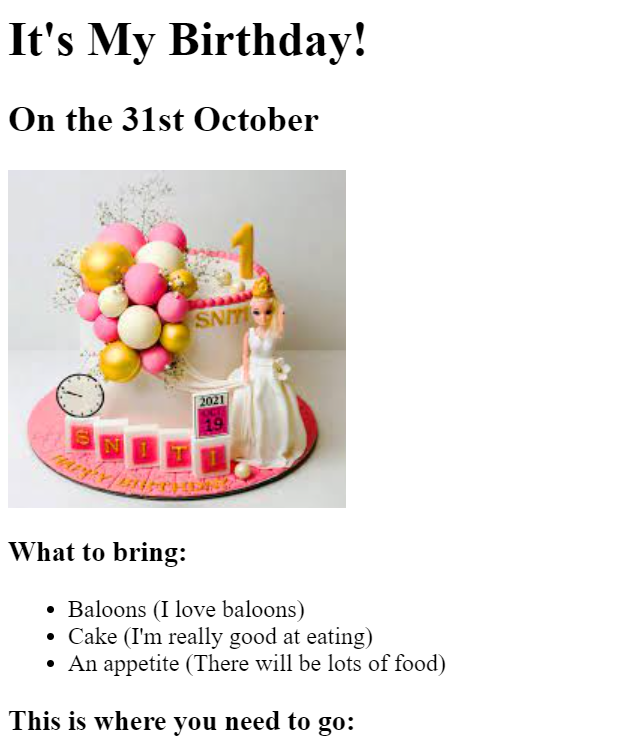 It's My Birthday!
On the 31st October
1
SNITI
2021
OCT
19
SNITI
HAPPY BIRTHDAY
What to bring:
Baloons (I love baloons)
Cake (I'm really good at eating)
An appetite (There will be lots of food)
This is where you need to go: